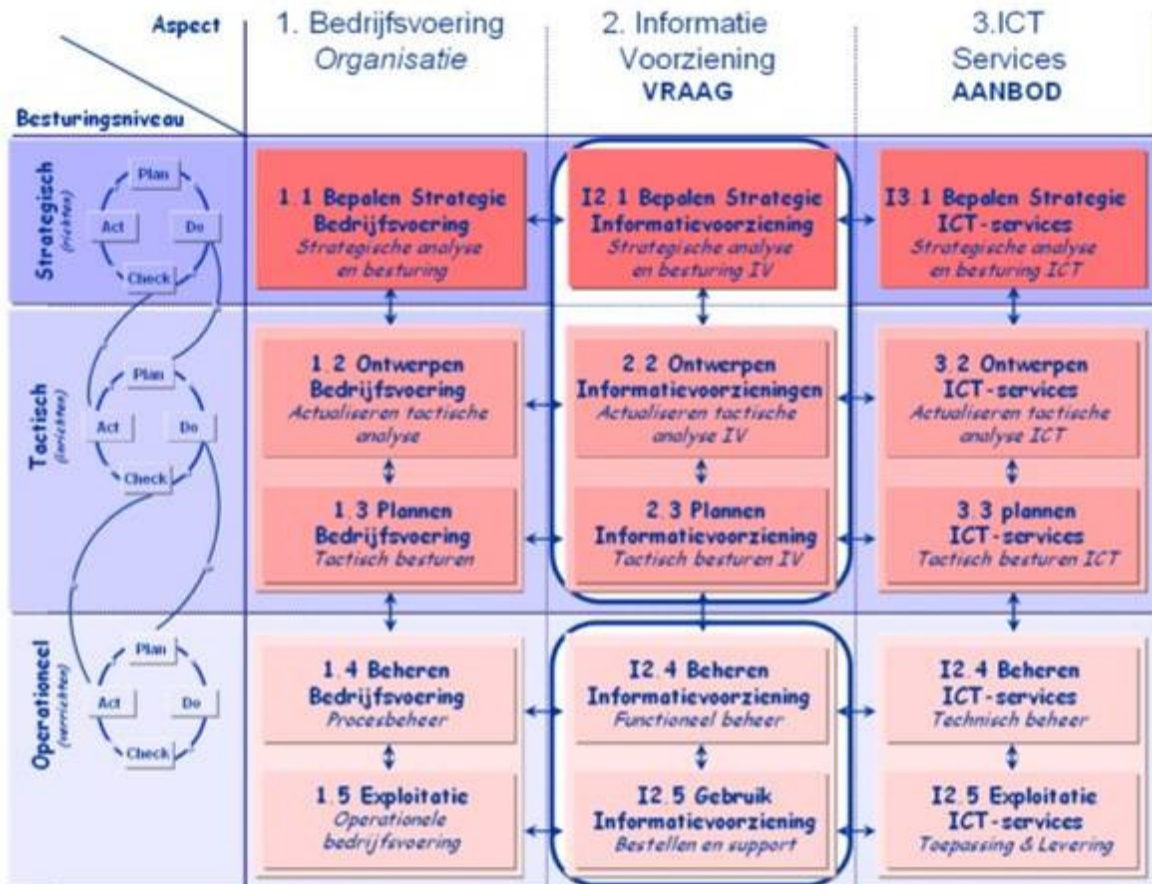 Aspect
1. Bedrijfsvoering
Organisatie
2. Informatie
Voorziening
VRAAG
3.ICT
Services
AANBOD
Besturingsniveau
Strategisch
(richten)
Plan
Act
Do
Check
1.1 Bepalen Strategie
Bedrijfsvoering
Strategische analyse
en besturing
I2.1 Bepalen Strategie
Informatievoorziening
Strategische analyse
en besturing IV
I3.1 Bepalen Strategie
ICT-services
Strategische analyse
en besturing ICT
Tactisch
(inrichten)
Plan
Act
Do
Check
1.2 Ontwerpen
Bedrijfsvoering
Actualiseren tactische
analyse
2.2 Ontwerpen
Informatievoorzieningen
Actualiseren tactische
analyse IV
3.2 Ontwerpen
ICT-services
Actualiseren tactische
analyse ICT
1.3 Plannen
Bedrijfsvoering
Tactisch besturen
2.3 Plannen
Informatievoorziening
Tactisch besturen IV
3.3 plannen
ICT-services
Tactisch besturen ICT
Operationeel
(verrichten)
Plan
Act
Do
Check
1.4 Beheren
Bedrijfsvoering
Procesbeheer
I2.4 Beheren
Informatievoorziening
Functioneel beheer
I2.4 Beheren
ICT-services
Technisch beheer
1.5 Exploitatie
Operationele
bedrijfsvoering
I2.5 Gebruik
Informatievoorziening
Bestellen en support
I2.5 Exploitatie
ICT-services
Toepassing & Levering